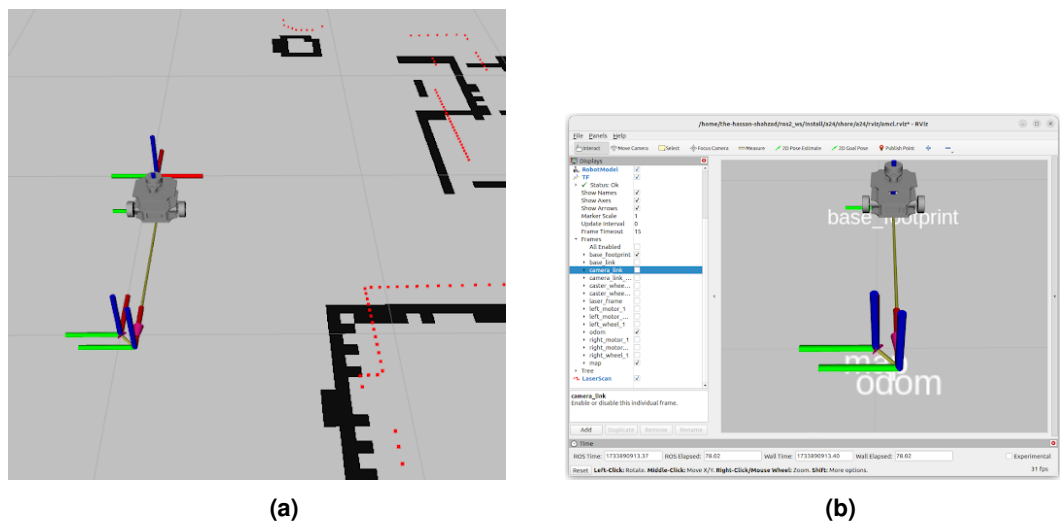 /home/the-hassan-shahzad/ros2_ws/install/a24/share/a24/rviz/amcl.rviz* - RViz
File Panels Help
Interact Move Camera Select Focus Camera Measure 2D Pose Estimate 2D Goal Pose Publish Point
Displays
RobotModel
TF
Status: Ok
Show Names
Show Axes
Show Arrows
Marker Scale 1
Update Interval 0
Frame Timeout 15
Frames
All Enabled
base_footprint
base_link
camera_link
camera_link_...
caster_whee...
caster_whee...
laser_frame
left_motor_1
left_motor_...
left_wheel_1
odom
right_motor_1
right_motor...
right_wheel_1
map
Tree
LaserScan
camera_link
Enable or disable this individual frame.
Add Duplicate Remove Rename
base_footprint
map
odom
Time
ROS Time: 1733890913.37 ROS Elapsed: 78.02 Wall Time: 1733890913.40 Wall Elapsed: 78.02 Experimental
Reset Left-Click: Rotate. Middle-Click: Move X/Y. Right-Click/Mouse Wheel: Zoom. Shift: More options. 31 fps
(a) (b)